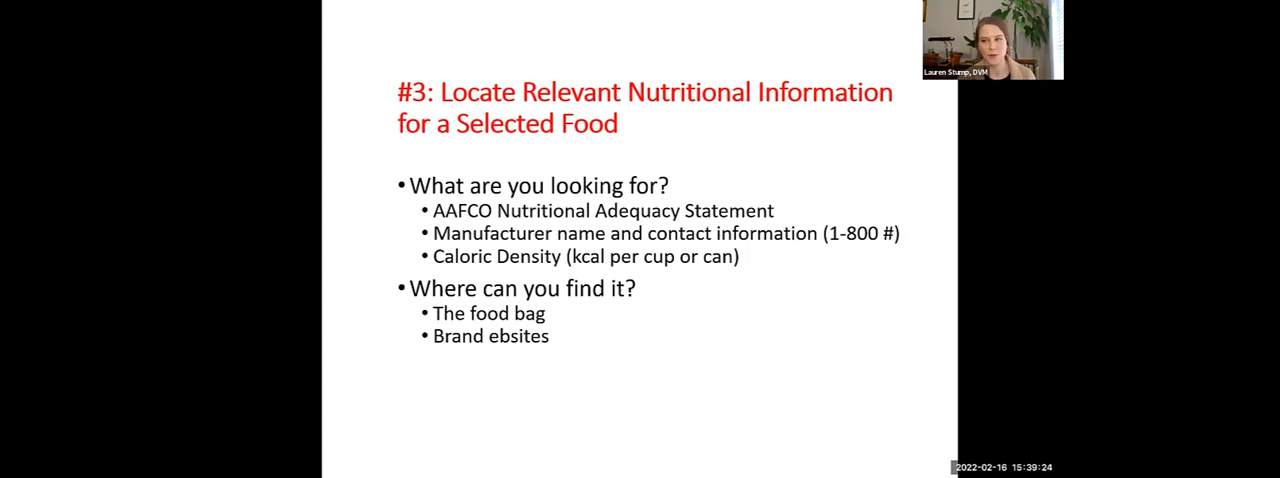 Lauren Stump, DVM
#3: Locate Relevant Nutritional Information
for a Selected Food
• What are you looking for?
• AAFCO Nutritional Adequacy Statement
• Manufacturer name and contact information (1-800 #)
• Caloric Density (kcal per cup or can)
• Where can you find it?
• The food bag
• Brand ebsites
2022-02-16 15:39:24